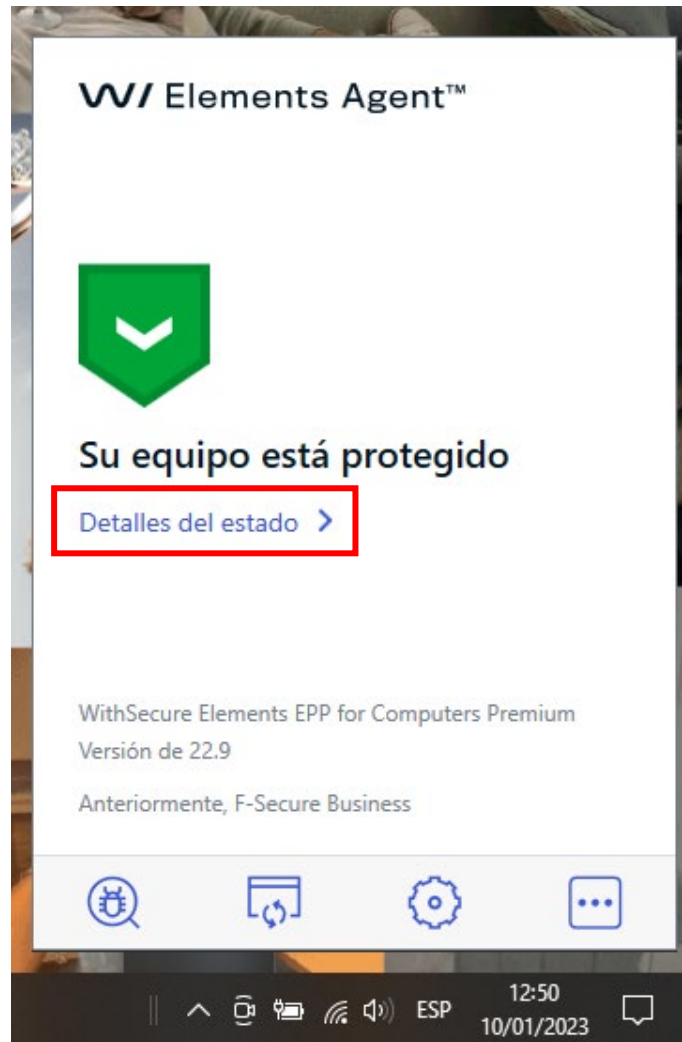 W/ Elements Agent™
Su equipo está protegido
Detalles del estado
WithSecure Elements EPP for Computers Premium
Versión de 22.9
Anteriormente, F-Secure Business
ESP
12:50
10/01/2023